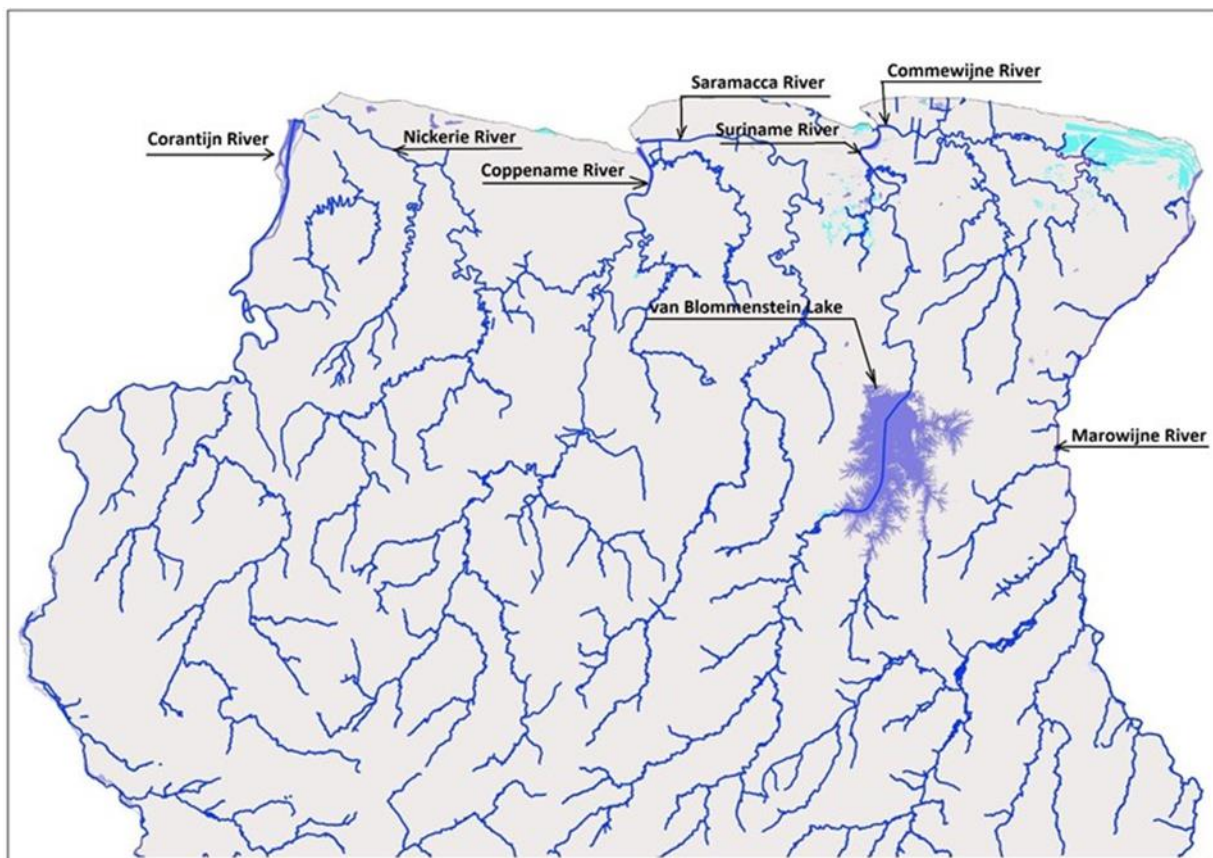 Commewijne River
Saramacca River
Suriname River
Nickerie River
Corantijn River
Coppename River
van Blommenstein Lake
Marowijne River